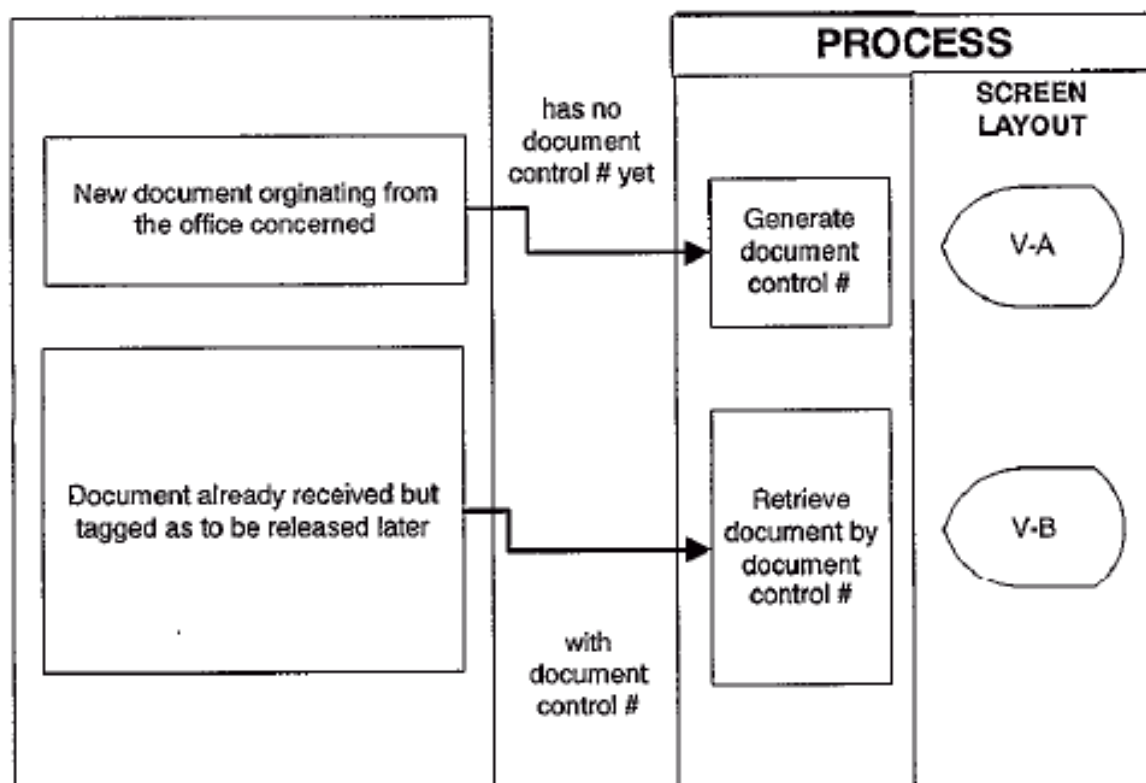 PROCESS
SCREEN
LAYOUT
has no
document
control # yet
New document orginating from
the office concerned
Generate
document
control #
V-A
Document already received but
tagged as to be released later
Retrieve
document by
document
control #
V-B
with
document
control #